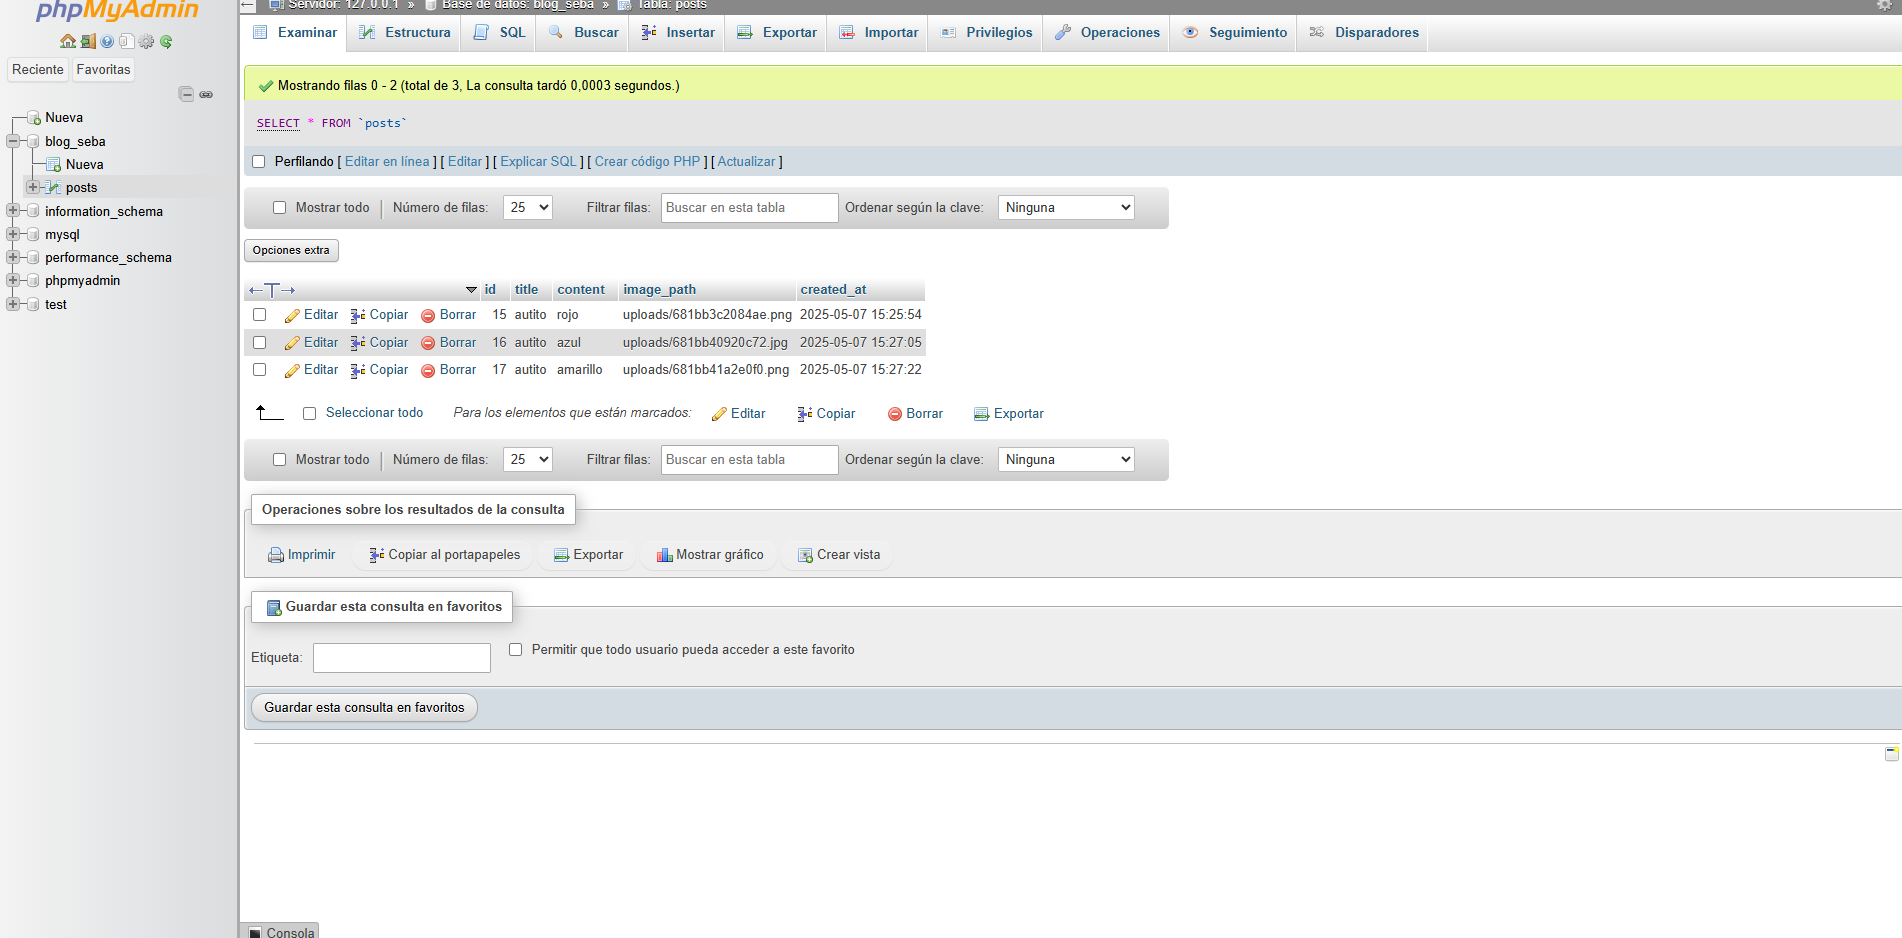 phpMyAdmin
Reciente Favoritas
Nueva
blog_seba
Nueva
posts
information_schema
mysql
performance_schema
phpmyadmin
test
Servidor: 127.0.0.1 » Base de datos: blog_seba » Tabla: posts
Examinar Estructura SQL Buscar Insertar Exportar Importar Privilegios Operaciones Seguimiento Disparadores
Mostrando filas 0 - 2 (total de 3, La consulta tardó 0,0003 segundos.)
SELECT * FROM `posts`
Perfilando [ Editar en línea ] [ Editar ] [ Explicar SQL ] [ Crear código PHP ] [ Actualizar ]
Mostrar todo | Número de filas: 25 Filtrar filas: Buscar en esta tabla Ordenar según la clave: Ninguna
Opciones extra
←T→ id title content image_path created_at
Editar Copiar Borrar 15 autito rojo uploads/681bb3c2084ae.png 2025-05-07 15:25:54
Editar Copiar Borrar 16 autito azul uploads/681bb40920c72.jpg 2025-05-07 15:27:05
Editar Copiar Borrar 17 autito amarillo uploads/681bb41a2e0f0.png 2025-05-07 15:27:22
Seleccionar todo Para los elementos que están marcados: Editar Copiar Borrar Exportar
Mostrar todo | Número de filas: 25 Filtrar filas: Buscar en esta tabla Ordenar según la clave: Ninguna
Operaciones sobre los resultados de la consulta
Imprimir Copiar al portapapeles Exportar Mostrar gráfico Crear vista
Guardar esta consulta en favoritos
Etiqueta: Permitir que todo usuario pueda acceder a este favorito
Guardar esta consulta en favoritos
Consola